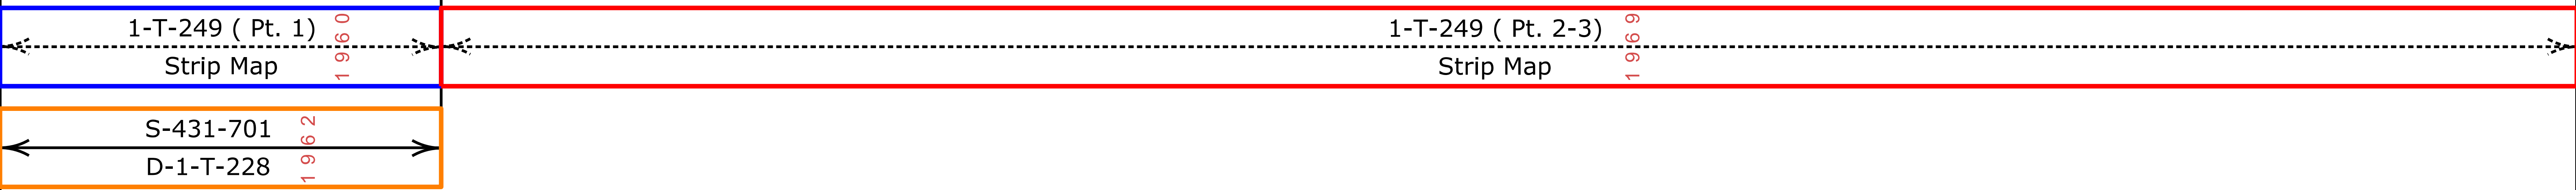 1-T-249 ( Pt. 1)
1960
Strip Map
1-T-249 ( Pt. 2-3)
1969
Strip Map
S-431-701
1962
D-1-T-228